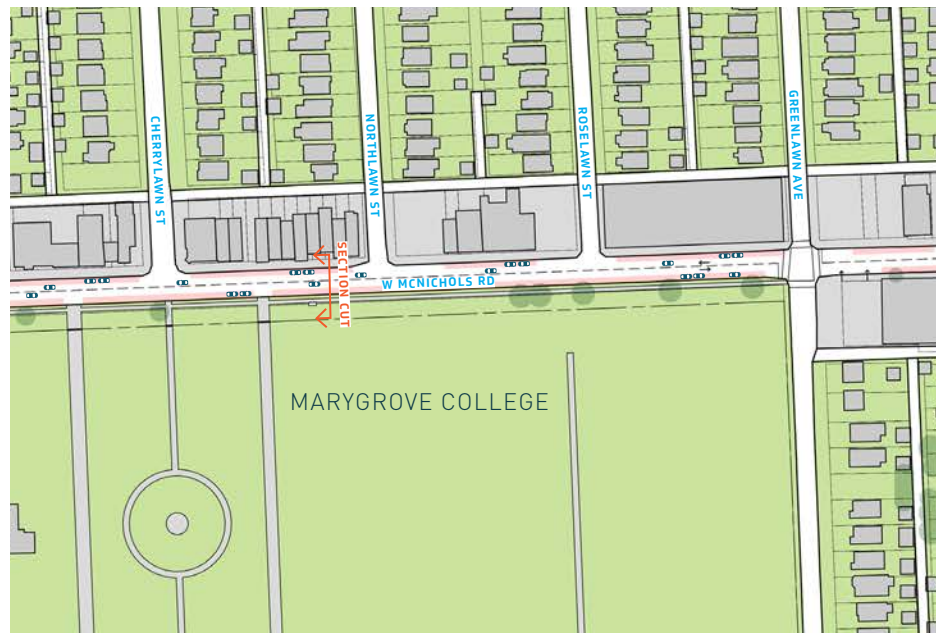 CHERRYLAWN ST
NORTHLAWN ST
ROSELAWN ST
GREENLAWN AVE
SECTION CUT
W MCNICHOLS RD
MARYGROVE COLLEGE